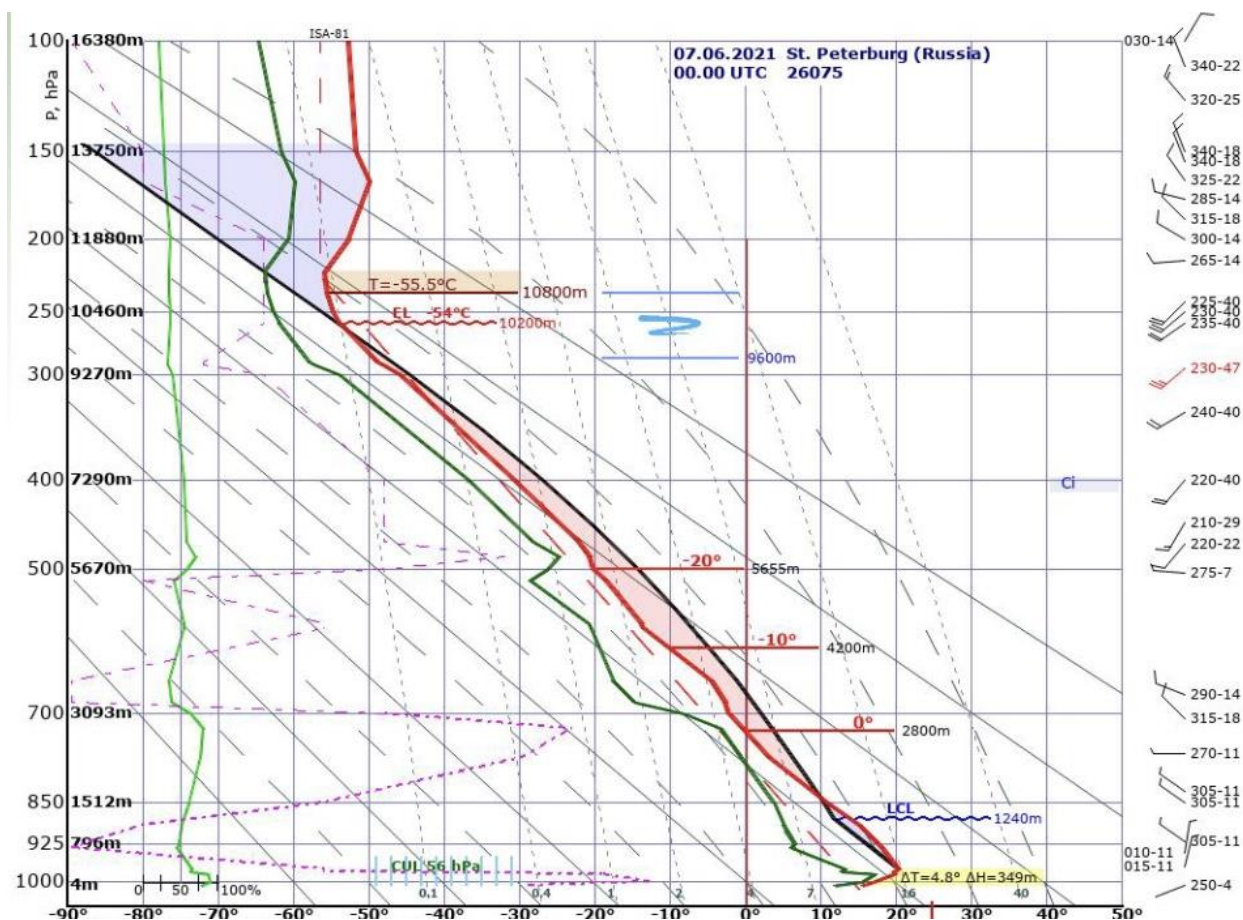 ISA-81
07.06.2021 St. Peterburg (Russia)
00.00 UTC 26075
P, hPa
100 16380m
030-14
340-22
320-25
150 13750m
340-18
340-18
325-22
285-14
315-18
200 11880m
300-14
265-14
T=-55.5°C
10800m
225-40
250 10460m
EL -54°C
10200m
230-40
235-40
9600m
300 9270m
230-47
240-40
400 7290m
Ci
220-40
210-29
220-22
500 5670m
-20°
5655m
275-7
-10°
4200m
290-14
700 3093m
315-18
0°
2800m
270-11
305-11
850 1512m
305-11
LCL
1240m
925 796m
305-11
010-11
015-11
CUL 56 hPa
ΔT=4.8° ΔH=349m
1000 4m
250-4
0 50 100%
0,1 0,4 1 2 4 7 16 40
-90° -80° -70° -60° -50° -40° -30° -20° -10° 0° 10° 20° 30° 40° 50°